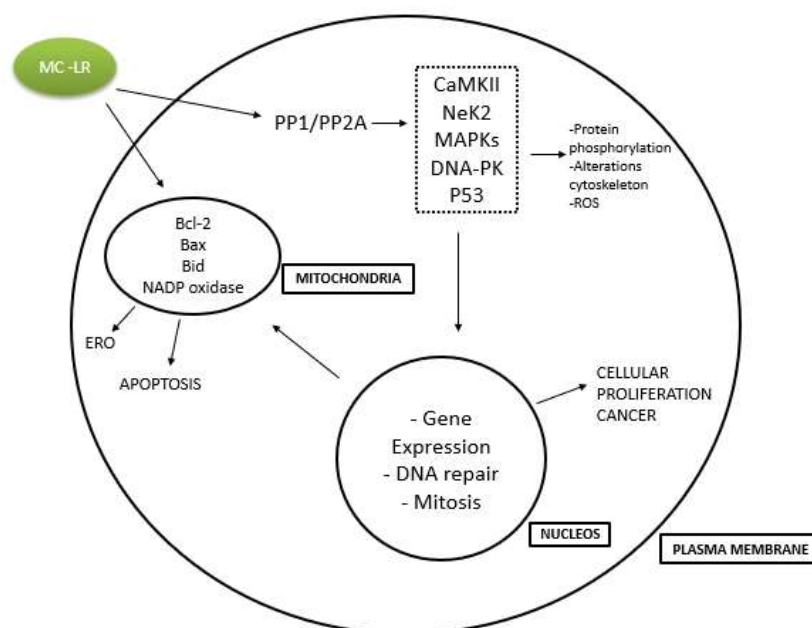 MC -LR
PP1/PP2A
CaMKII
NeK2
MAPKs
DNA-PK
P53
-Protein
phosphorylation
-Alterations
cytoskeleton
-ROS
Bcl-2
Bax
Bid
NADP oxidase
MITOCHONDRIA
ERO
APOPTOSIS
- Gene
Expression
- DNA repair
- Mitosis
CELLULAR
PROLIFERATION
CANCER
NUCLEOS
PLASMA MEMBRANE